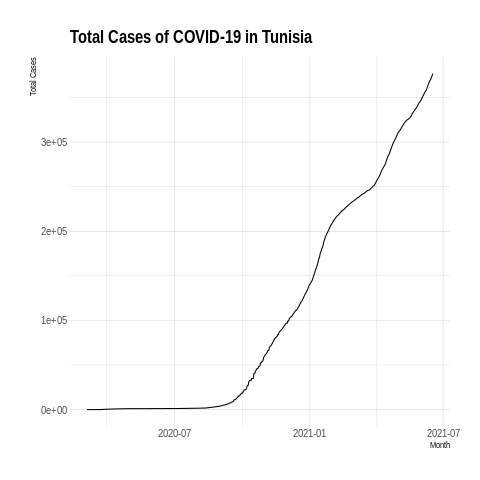 Total Cases of COVID-19 in Tunisia
Total Cases
3e+05
2e+05
1e+05
0e+00
2020-07
2021-01
2021-07
Month